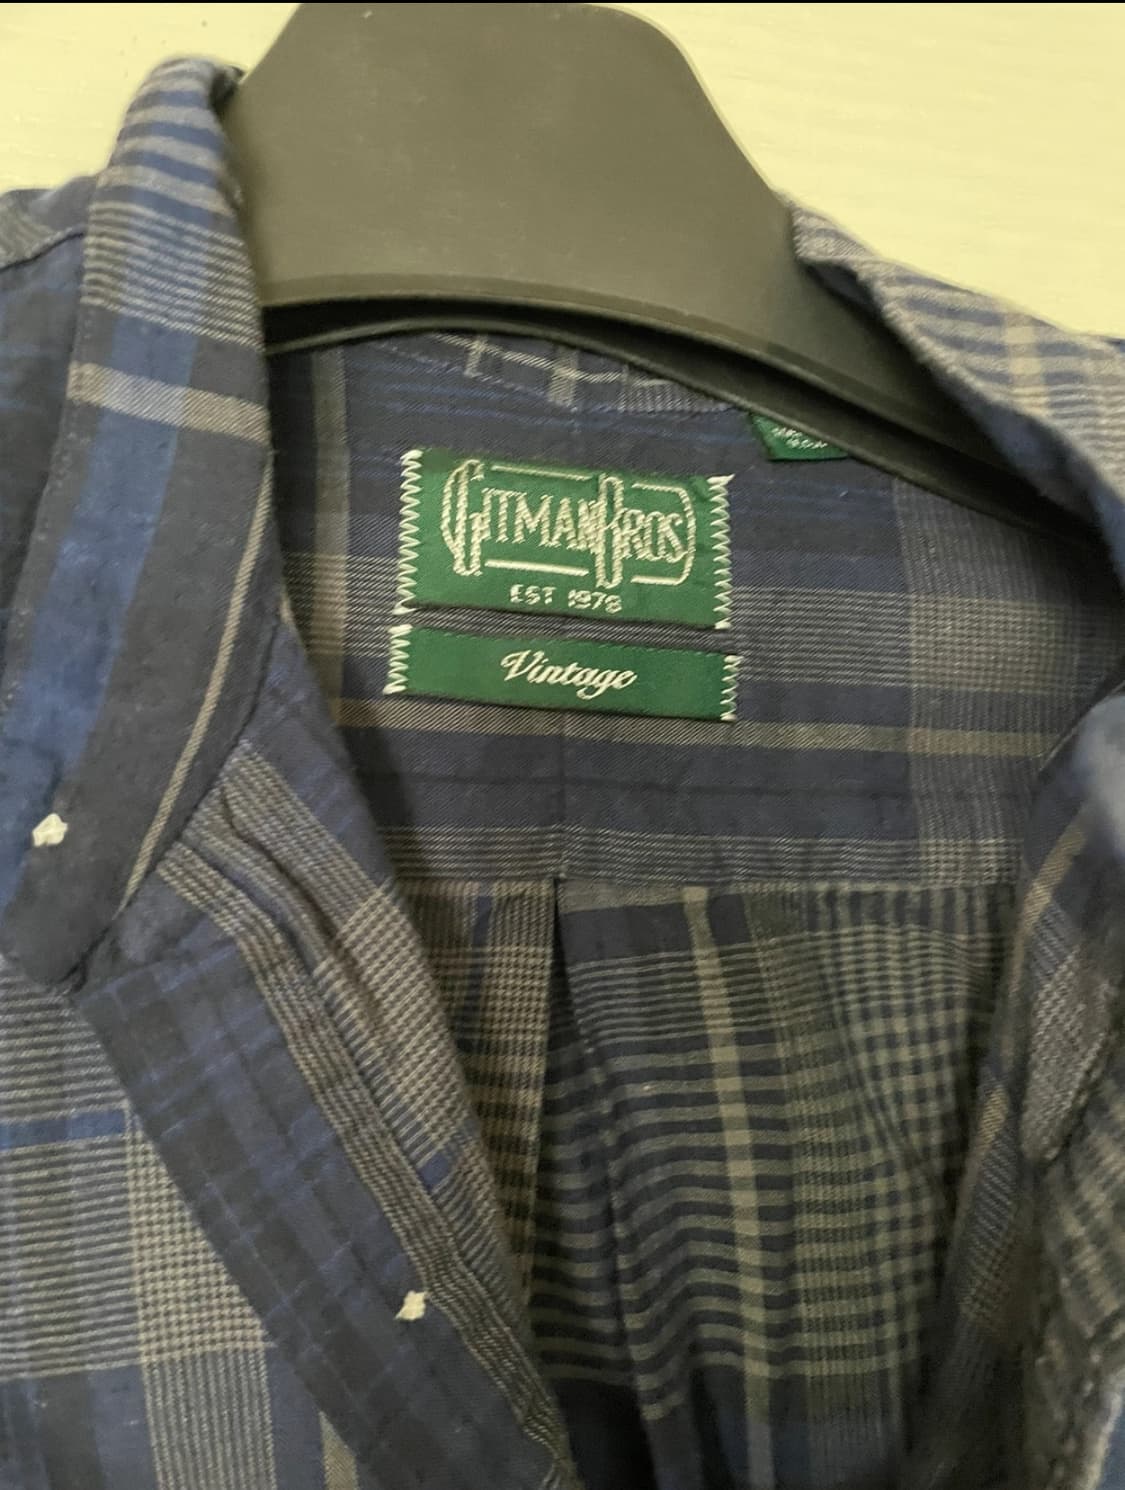 GITMAN BROS
EST 1978
Vintage